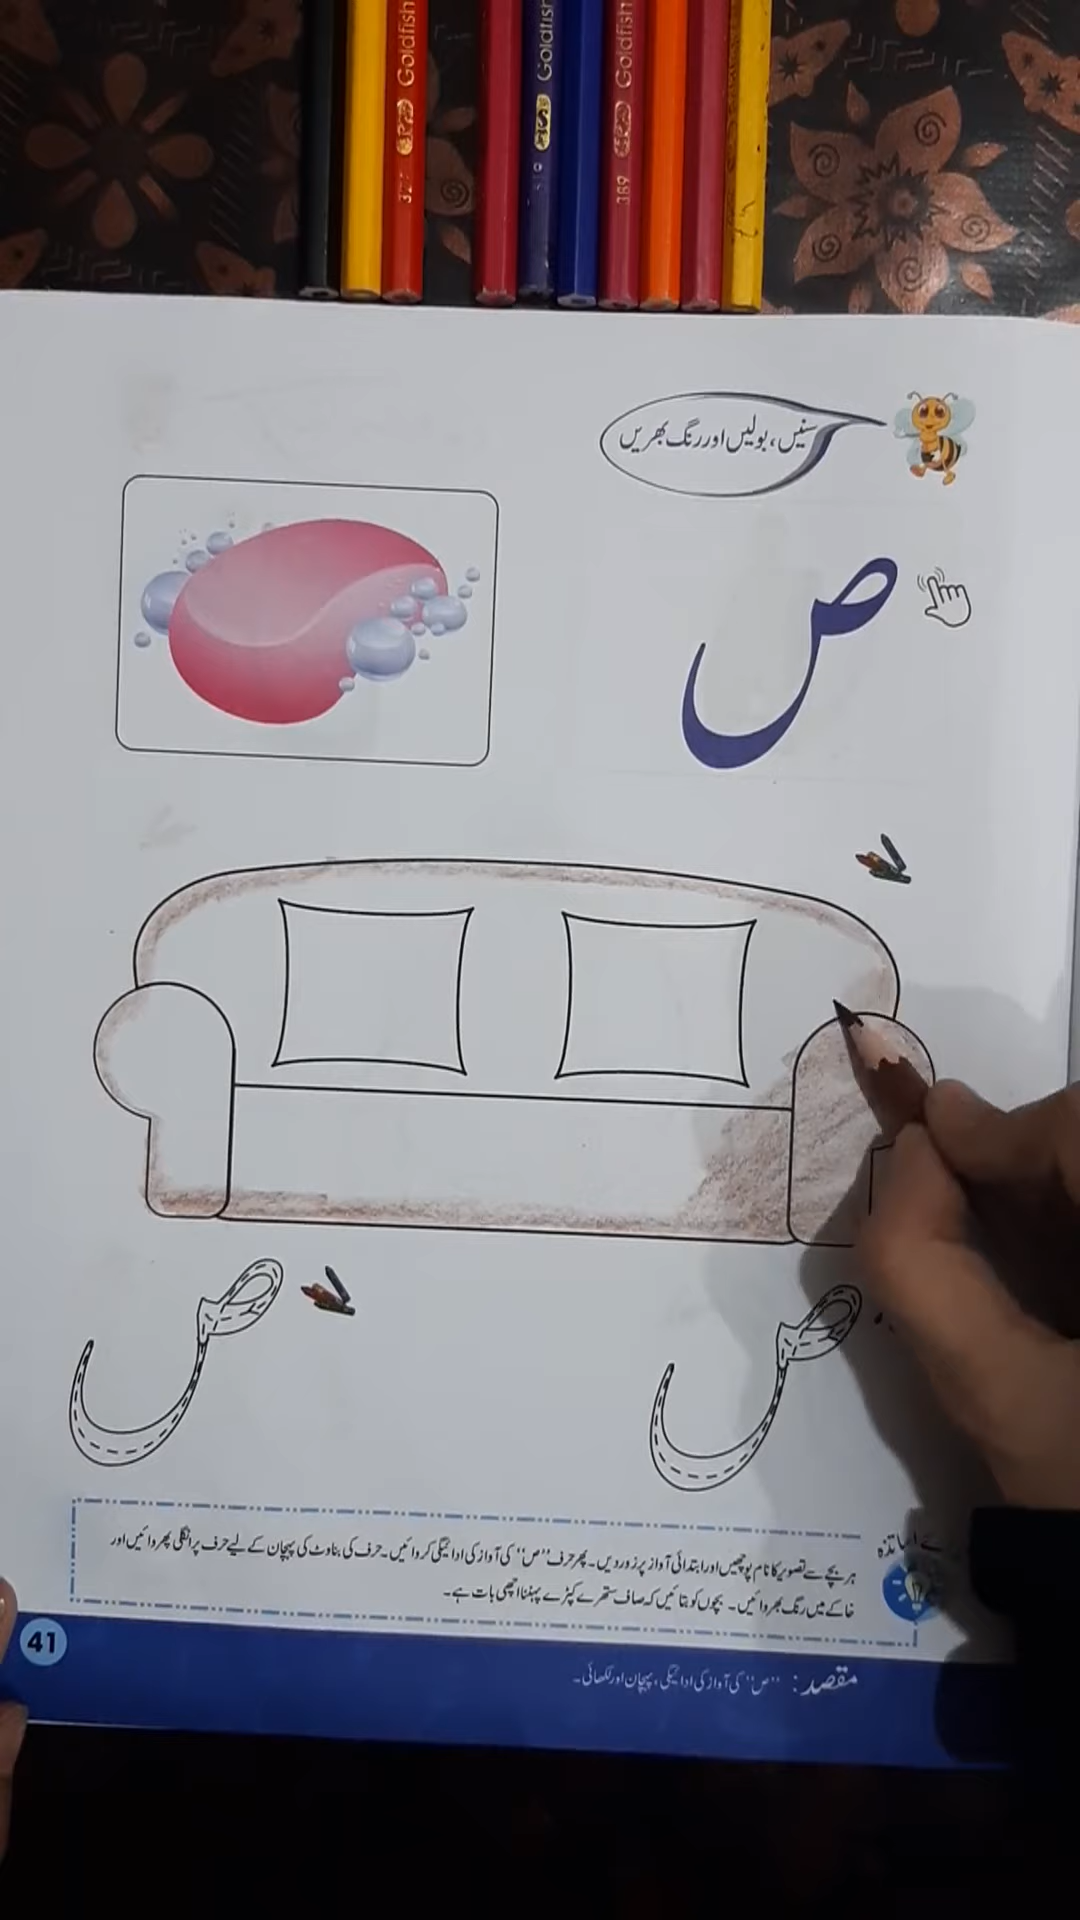 Goldfish
Goldfish
Goldfish
389
سنیں، بولیں اور رنگ بھریں
ص
ص
ص
ہر بچے سے تصویر کا نام پوچھیں اور ابتدائی آواز پر زور دیں۔ پھر حرف "ص" کی آواز کی ادائیگی کروائیں۔ حرف کی بناوٹ کی پہچان کے لیے حرف پر انگلی پھروائیں اور
خاکے میں رنگ بھروائیں۔ بچوں کو بتائیں کہ صاف ستھرے کپڑے پہننا اچھی بات ہے۔
41
مقصد: "ص" کی آواز کی ادائیگی، پہچان اور لکھائی۔